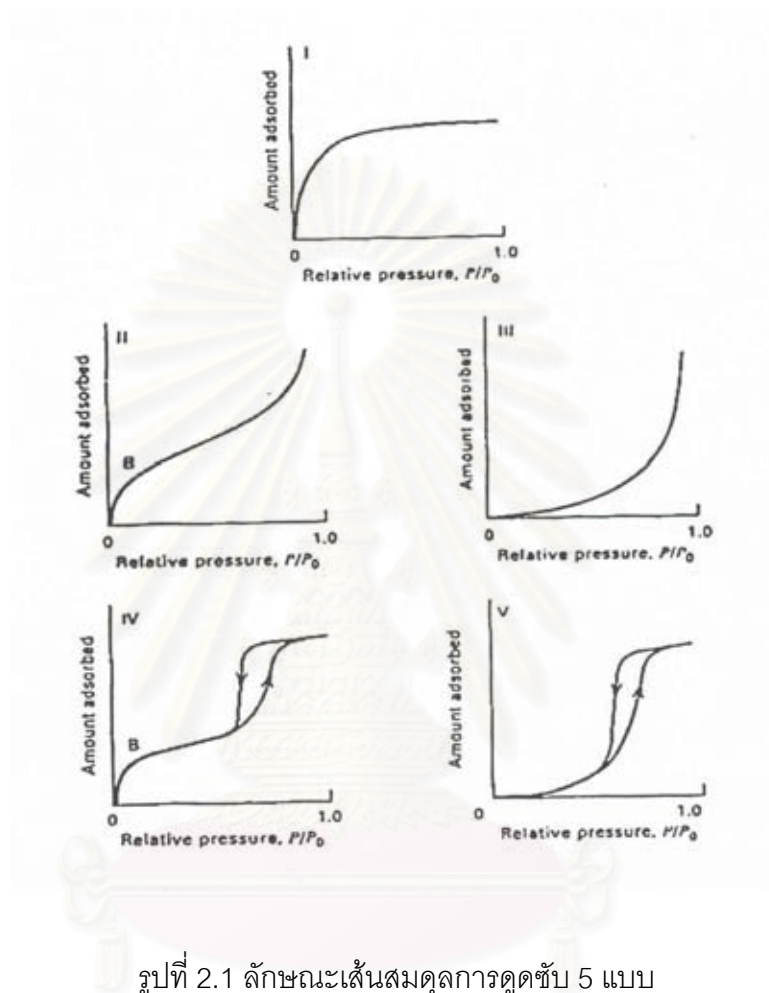 I
Amount adsorbed
0 1.0
Relative pressure, P/P0
II
Amount adsorbed
B
0 1.0
Relative pressure, P/P0
III
Amount adsorbed
0 1.0
Relative pressure, P/P0
IV
Amount adsorbed
B
0 1.0
Relative pressure, P/P0
V
Amount adsorbed
0 1.0
Relative pressure, P/P0
รูปที่ 2.1 ลักษณะเส้นสมดุลการดูดซับ 5 แบบ